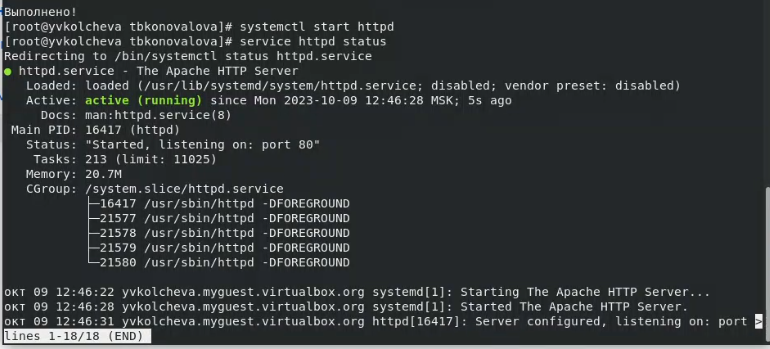 Выполнено!
[root@yvkolcheva tbkonovalova]# systemctl start httpd
[root@yvkolcheva tbkonovalova]# service httpd status
Redirecting to /bin/systemctl status httpd.service
● httpd.service - The Apache HTTP Server
   Loaded: loaded (/usr/lib/systemd/system/httpd.service; disabled; vendor preset: disabled)
   Active: active (running) since Mon 2023-10-09 12:46:28 MSK; 5s ago
     Docs: man:httpd.service(8)
 Main PID: 16417 (httpd)
   Status: "Started, listening on: port 80"
    Tasks: 213 (limit: 11025)
   Memory: 20.7M
   CGroup: /system.slice/httpd.service
           ├─16417 /usr/sbin/httpd -DFOREGROUND
           ├─21577 /usr/sbin/httpd -DFOREGROUND
           ├─21578 /usr/sbin/httpd -DFOREGROUND
           ├─21579 /usr/sbin/httpd -DFOREGROUND
           └─21580 /usr/sbin/httpd -DFOREGROUND
окт 09 12:46:22 yvkolcheva.myguest.virtualbox.org systemd[1]: Starting The Apache HTTP Server...
окт 09 12:46:28 yvkolcheva.myguest.virtualbox.org systemd[1]: Started The Apache HTTP Server.
окт 09 12:46:31 yvkolcheva.myguest.virtualbox.org httpd[16417]: Server configured, listening on: port >
lines 1-18/18 (END)